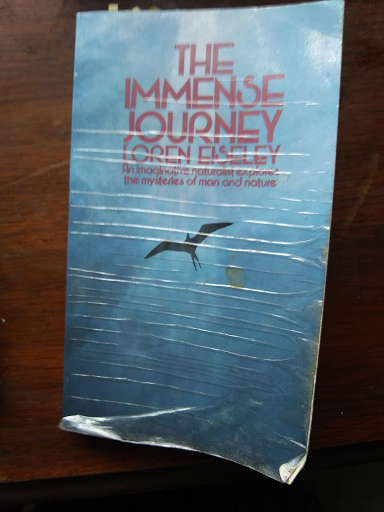 THE
IMMENSE
JOURNEY
LOREN EISELEY
An imaginative naturalist explores
the mysteries of man and nature